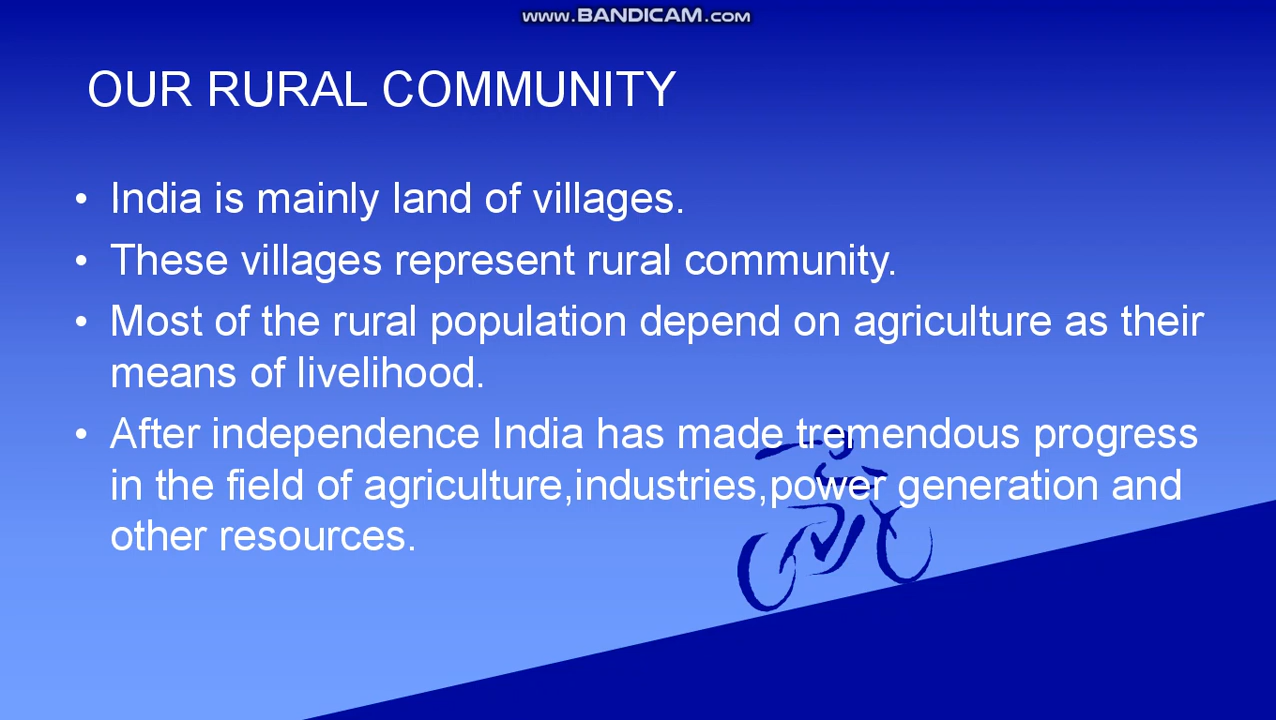 www.BANDICAM.com
OUR RURAL COMMUNITY
• India is mainly land of villages.
• These villages represent rural community.
• Most of the rural population depend on agriculture as their
means of livelihood.
• After independence India has made tremendous progress
in the field of agriculture,industries,power generation and
other resources.